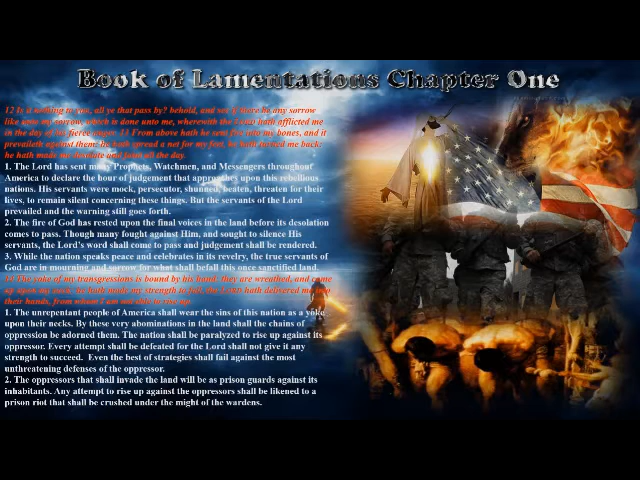 Book of Lamentations Chapter One
12 Is it nothing to you, all ye that pass by? behold, and see if there be any sorrow
like unto my sorrow, which is done unto me, wherewith the Lord hath afflicted me
in the day of his fierce anger. 13 From above hath he sent fire into my bones, and it
prevaileth against them: he hath spread a net for my feet, he hath turned me back:
he hath made me desolate and faint all the day.
1. The Lord has sent many Prophets, Watchmen, and Messengers throughout
America to declare the hour of judgement that approaches upon this rebellious
nations. His servants were mock, persecutor, shunned, beaten, threaten for their
lives, to remain silent concerning these things. But the servants of the Lord
prevailed and the warning still goes forth.
2. The fire of God has rested upon the final voices in the land before its desolation
comes to pass. Though many fought against Him, and sought to silence His
servants, the Lord's word shall come to pass and judgement shall be rendered.
3. While the nation speaks peace and celebrates in its revelry, the true servants of
God are in mourning and sorrow for what shall befall this once sanctified land.
14 The yoke of my transgressions is bound by his hand: they are wreathed, and come
up upon my neck: he hath made my strength to fall, the Lord hath delivered me into
their hands, from whom I am not able to rise up.
1. The unrepentant people of America shall wear the sins of this nation as a yoke
upon their necks. By these very abominations in the land shall the chains of
oppression be adorned them. The nation shall be paralyzed to rise up against its
oppressor. Every attempt shall be defeated for the Lord shall not give it any
strength to succeed. Even the best of strategies shall fail against the most
unthreatening defenses of the oppressor.
2. The oppressors that shall invade the land will be as prison guards against its
inhabitants. Any attempt to rise up against the oppressors shall be likened to a
prison riot that shall be crushed under the might of the wardens.